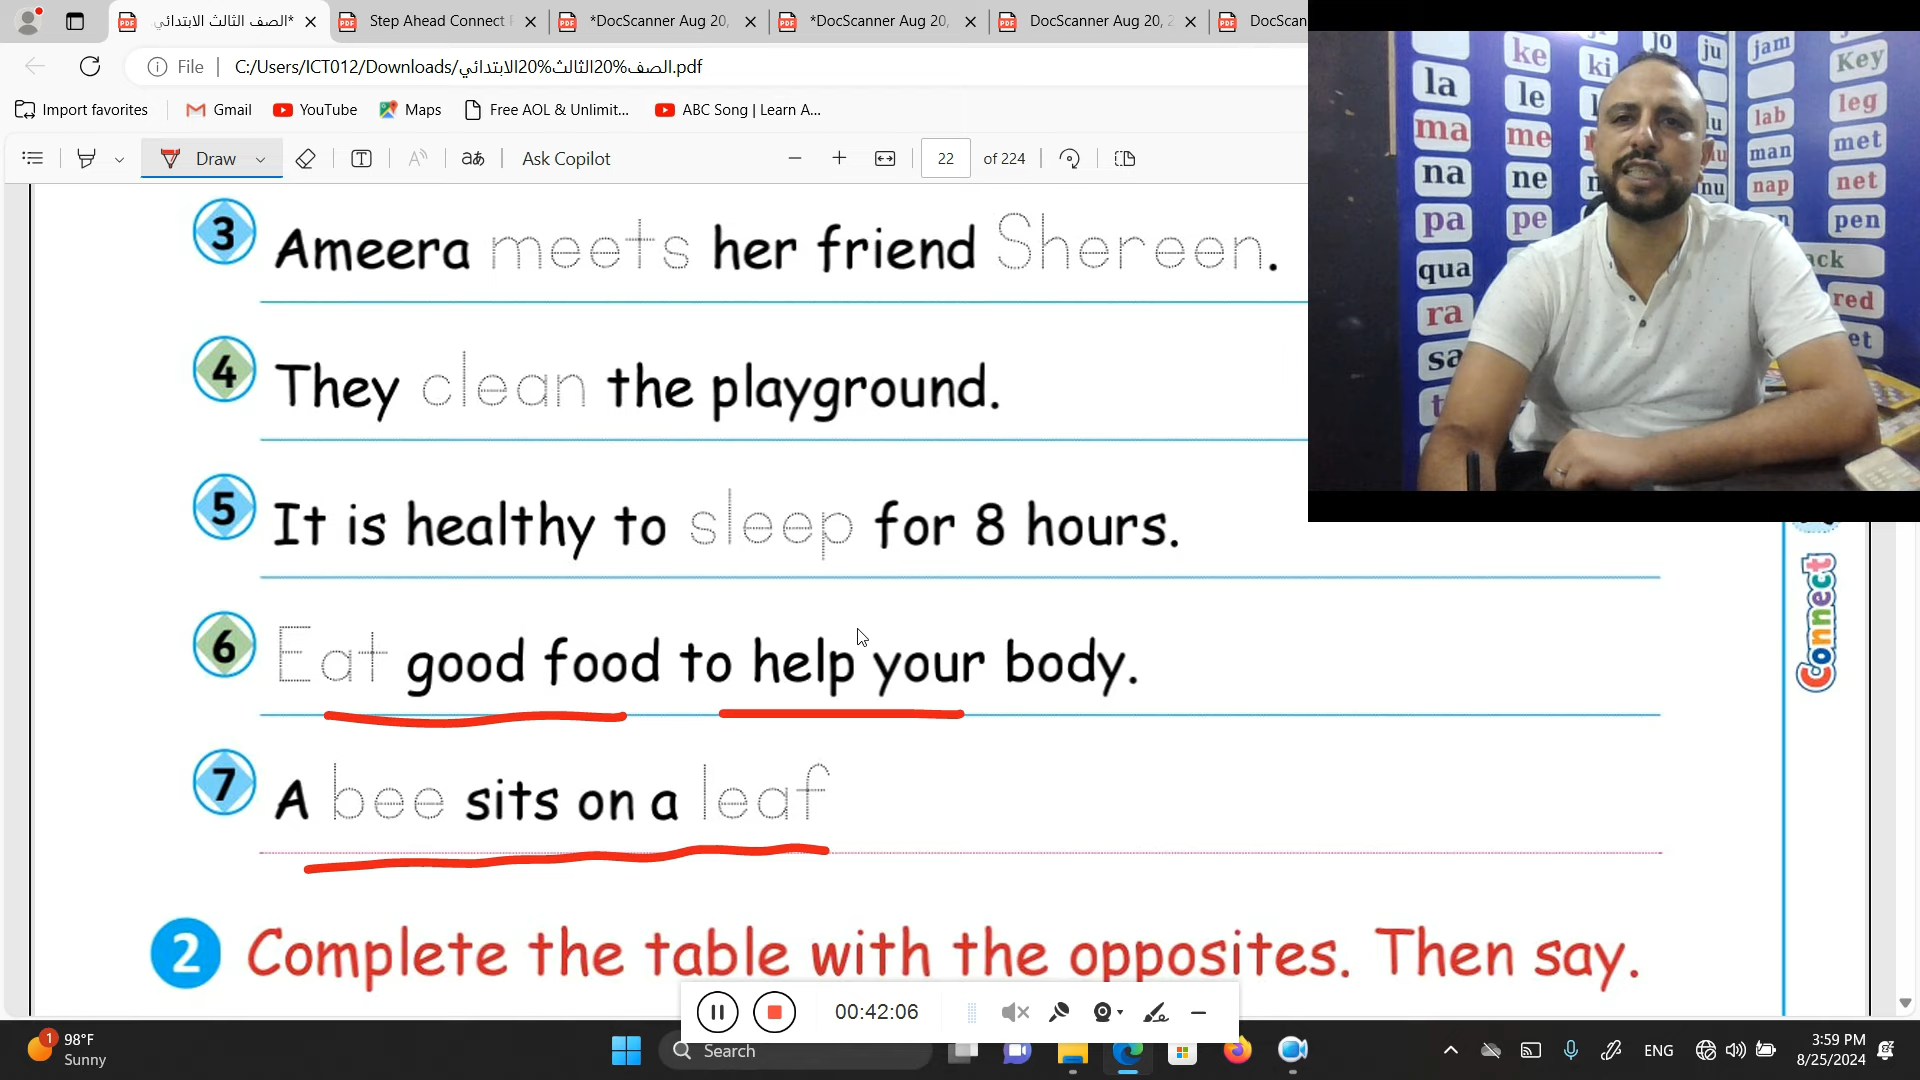 *الصف الثالث الابتدائي
Step Ahead Connect
*DocScanner Aug 20,
*DocScanner Aug 20,
DocScanner Aug 20, 2
DocScan
File
C:/Users/ICT012/Downloads/الصف%20الثالث%20الابتدائي.pdf
Import favorites
Gmail
YouTube
Maps
Free AOL & Unlimit...
ABC Song | Learn A...
Draw
Ask Copilot
22 of 224
3 Ameera meets her friend Shereen.
4 They clean the playground.
5 It is healthy to sleep for 8 hours.
6 Eat good food to help your body.
7 A bee sits on a leaf
2 Complete the table with the opposites. Then say.
Connect
ke jo ju jam Key
la ki
le lab leg
ma me man met
na ne nu nap net
pa pe pen
qua ack
ra red
sa et
00:42:06
1
98°F
Sunny
Search
ENG
3:59 PM
8/25/2024